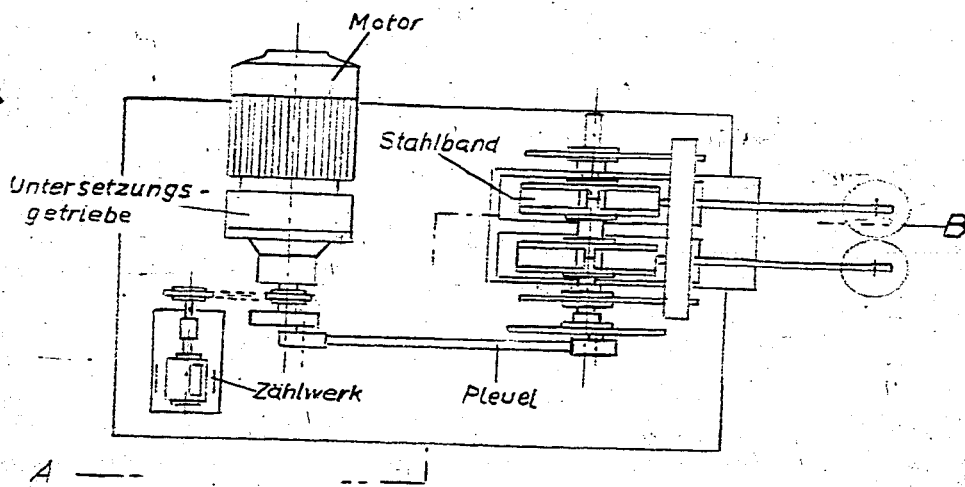 Motor
Stahlband
Untersetzungs-
getriebe
B
Zählwerk
Pleuel
A